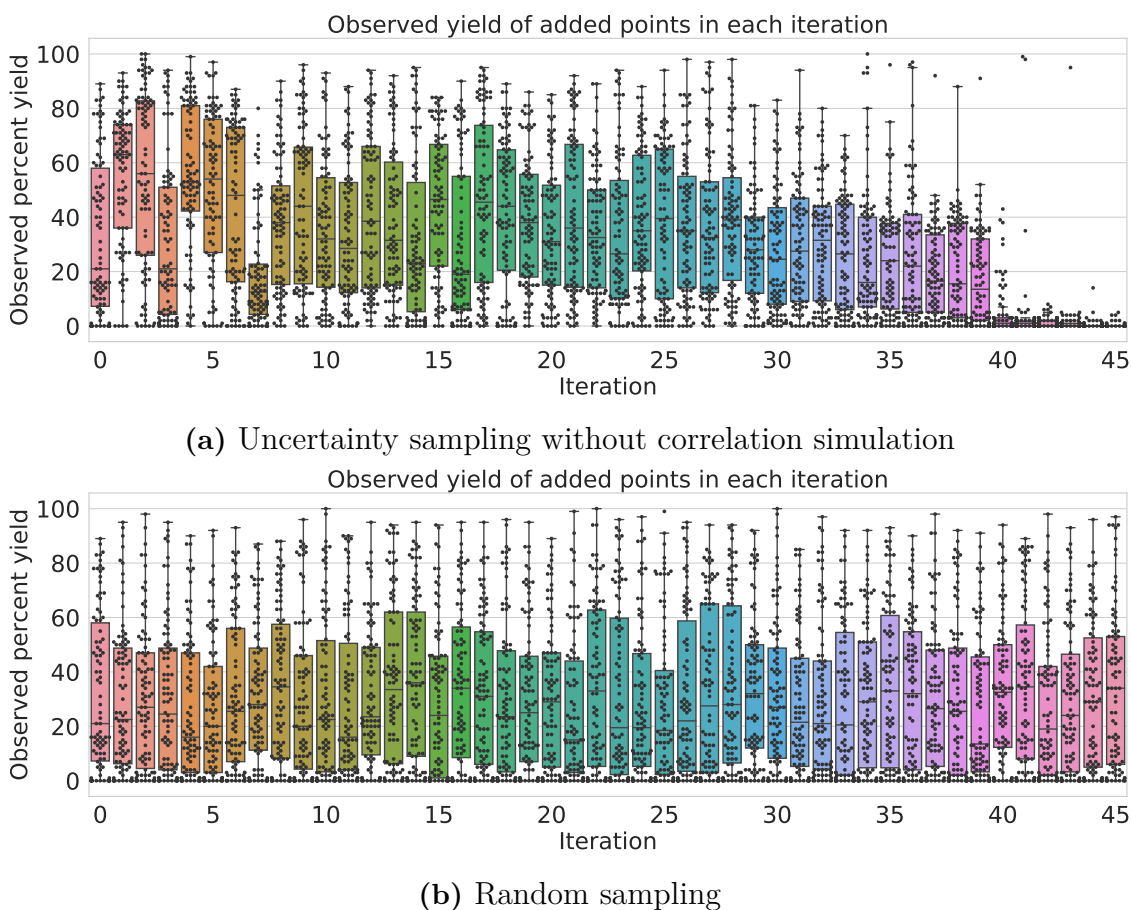 Observed yield of added points in each iteration
Observed percent yield
100
80
60
40
20
0
0 5 10 15 20 25 30 35 40 45
Iteration
(a) Uncertainty sampling without correlation simulation
Observed yield of added points in each iteration
Observed percent yield
100
80
60
40
20
0
0 5 10 15 20 25 30 35 40 45
Iteration
(b) Random sampling